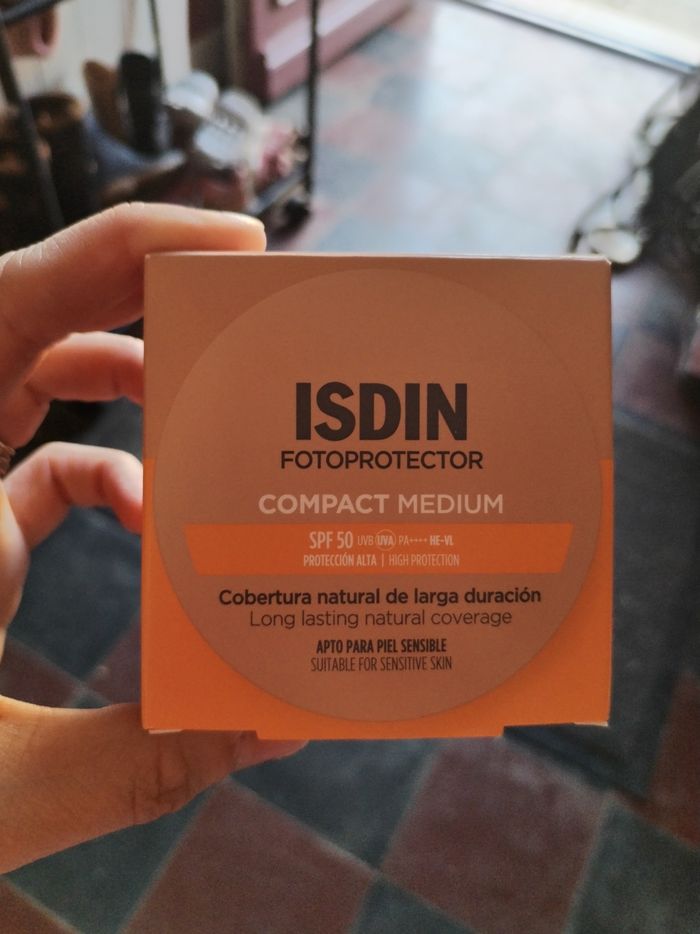 ISDIN
FOTOPROTECTOR
COMPACT MEDIUM
SPF 50 UVB UVA PA++++ HE-VL
PROTECCIÓN ALTA | HIGH PROTECTION
Cobertura natural de larga duración
Long lasting natural coverage
APTO PARA PIEL SENSIBLE
SUITABLE FOR SENSITIVE SKIN